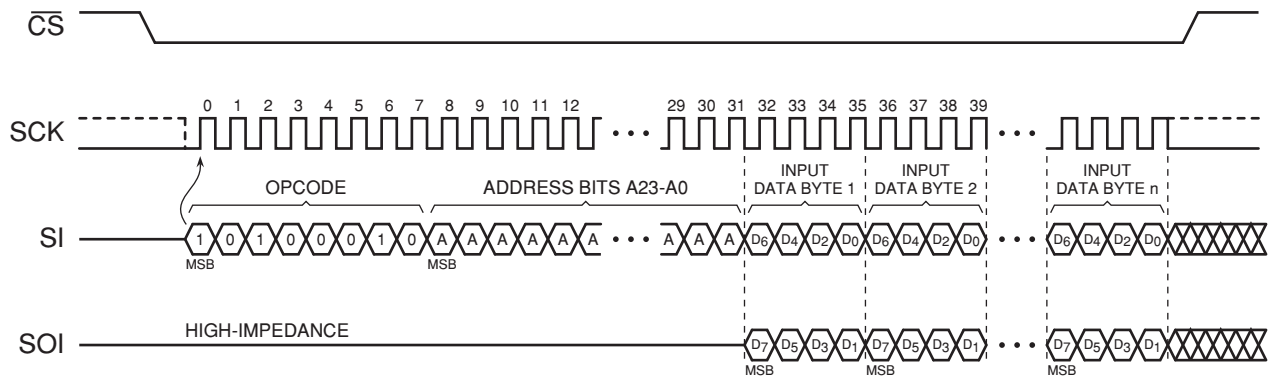 CS
0 1 2 3 4 5 6 7 8 9 10 11 12 29 30 31 32 33 34 35 36 37 38 39
SCK
OPCODE
ADDRESS BITS A23-A0
INPUT
DATA BYTE 1
INPUT
DATA BYTE 2
INPUT
DATA BYTE n
SI
1 0 1 0 0 0 1 0 A A A A A A A A A D6 D4 D2 D0 D6 D4 D2 D0 D6 D4 D2 D0
MSB MSB
HIGH-IMPEDANCE
SOI
D7 D5 D3 D1 D7 D5 D3 D1 D7 D5 D3 D1
MSB MSB MSB